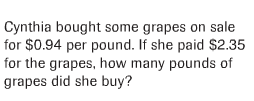 Cynthia bought some grapes on sale
for $0.94 per pound. If she paid $2.35
for the grapes, how many pounds of
grapes did she buy?